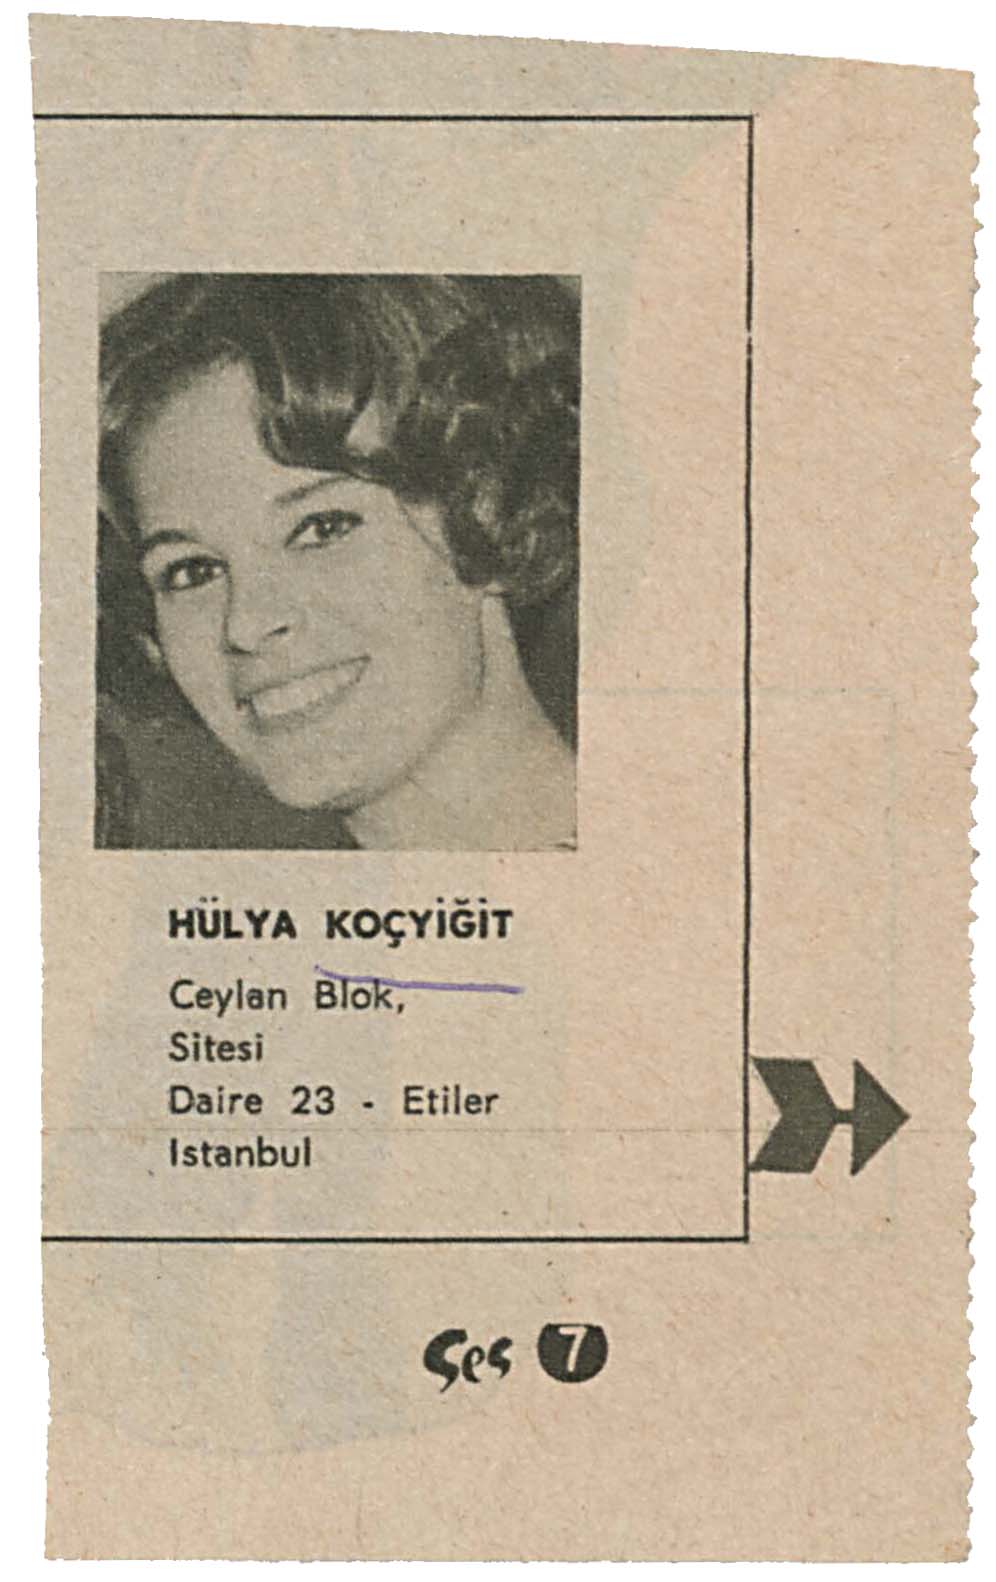 HÜLYA KOÇYİĞİT
Ceylan Blok,
Sitesi
Daire 23 - Etiler
Istanbul
Ses 7